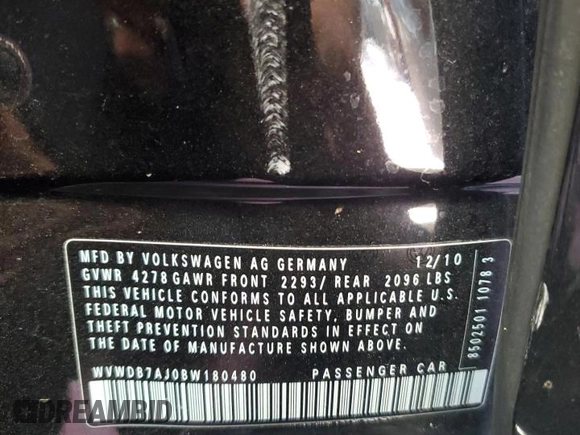 MFD BY VOLKSWAGEN AG GERMANY 12/10
GVWR 4278 GAWR FRONT 2293/ REAR 2096 LBS
THIS VEHICLE CONFORMS TO ALL APPLICABLE U.S.
FEDERAL MOTOR VEHICLE SAFETY, BUMPER AND
THEFT PREVENTION STANDARDS IN EFFECT ON
THE DATE OF MANUFACTURE SHOWN ABOVE.
WVWDB7AJ0BW180480 PASSENGER CAR
8502501 1078 3
DREAMBID